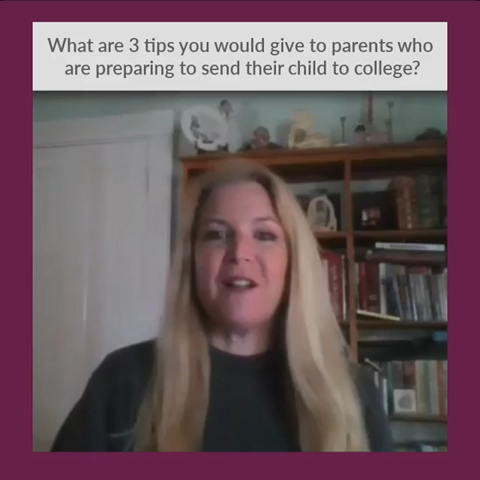 What are 3 tips you would give to parents who
are preparing to send their child to college?